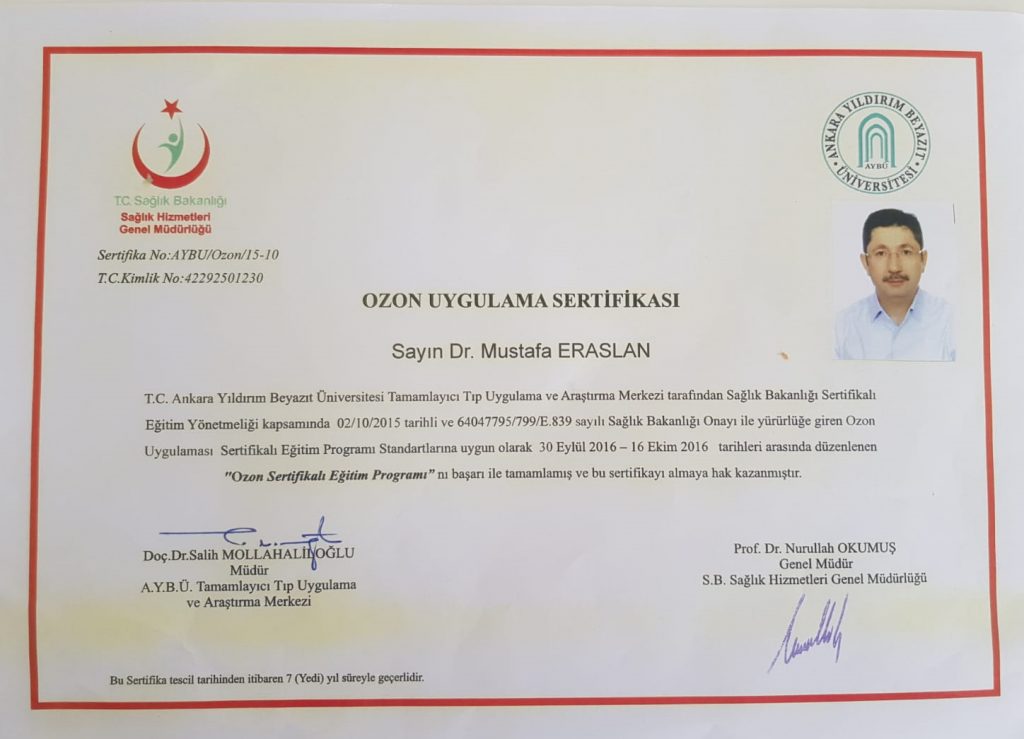 ANKARA YILDIRIM BEYAZIT
AYBÜ
ÜNİVERSİTESİ
T.C. Sağlık Bakanlığı
Sağlık Hizmetleri
Genel Müdürlüğü
Sertifika No:AYBU/Ozon/15-10
T.C.Kimlik No:42292501230
OZON UYGULAMA SERTİFİKASI
Sayın Dr. Mustafa ERASLAN
T.C. Ankara Yıldırım Beyazıt Üniversitesi Tamamlayıcı Tıp Uygulama ve Araştırma Merkezi tarafından Sağlık Bakanlığı Sertifikalı
Eğitim Yönetmeliği kapsamında 02/10/2015 tarihli ve 64047795/799/E.839 sayılı Sağlık Bakanlığı Onayı ile yürürlüğe giren Ozon
Uygulaması Sertifikalı Eğitim Programı Standartlarına uygun olarak 30 Eylül 2016 – 16 Ekim 2016 tarihleri arasında düzenlenen
"Ozon Sertifikalı Eğitim Programı" nı başarı ile tamamlamış ve bu sertifikayı almaya hak kazanmıştır.
Doç.Dr.Salih MOLLAHALİLOĞLU
Müdür
A.Y.B.Ü. Tamamlayıcı Tıp Uygulama
ve Araştırma Merkezi
Prof. Dr. Nurullah OKUMUŞ
Genel Müdür
S.B. Sağlık Hizmetleri Genel Müdürlüğü
Bu Sertifika tescil tarihinden itibaren 7 (Yedi) yıl süreyle geçerlidir.